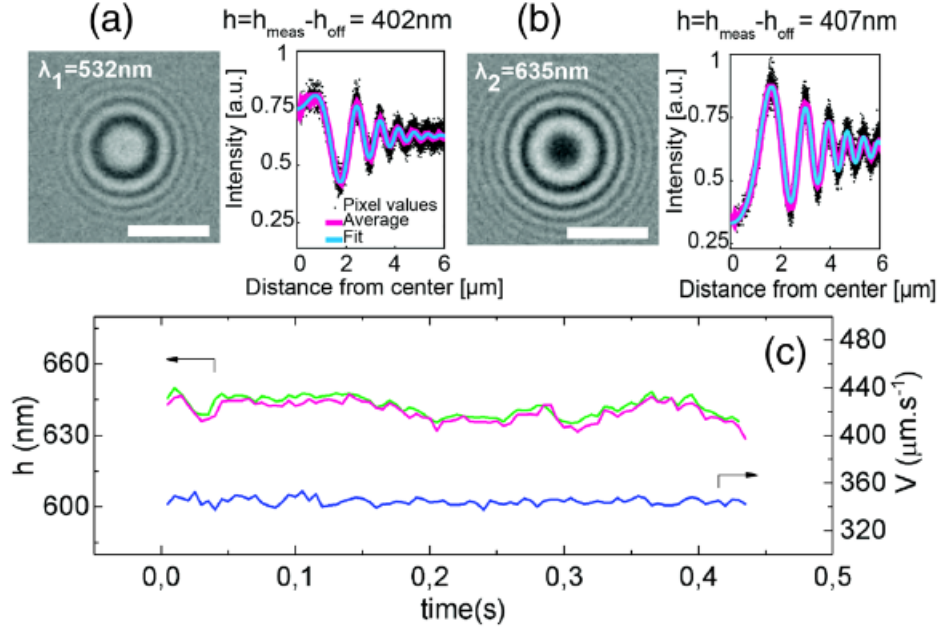 (a)
h=h_meas-h_off = 402nm
λ₁=532nm
Intensity [a.u.]
1
0.75
0.5
0.25
Pixel values
Average
Fit
0 2 4 6
Distance from center [µm]
(b)
h=h_meas-h_off = 407nm
λ₂=635nm
Intensity [a.u.]
1
0.75
0.5
0.25
0 2 4 6
Distance from center [µm]
(c)
h (nm)
660
630
600
480
440
400
360
320
V (µm.s⁻¹)
0,0 0,1 0,2 0,3 0,4 0,5
time(s)